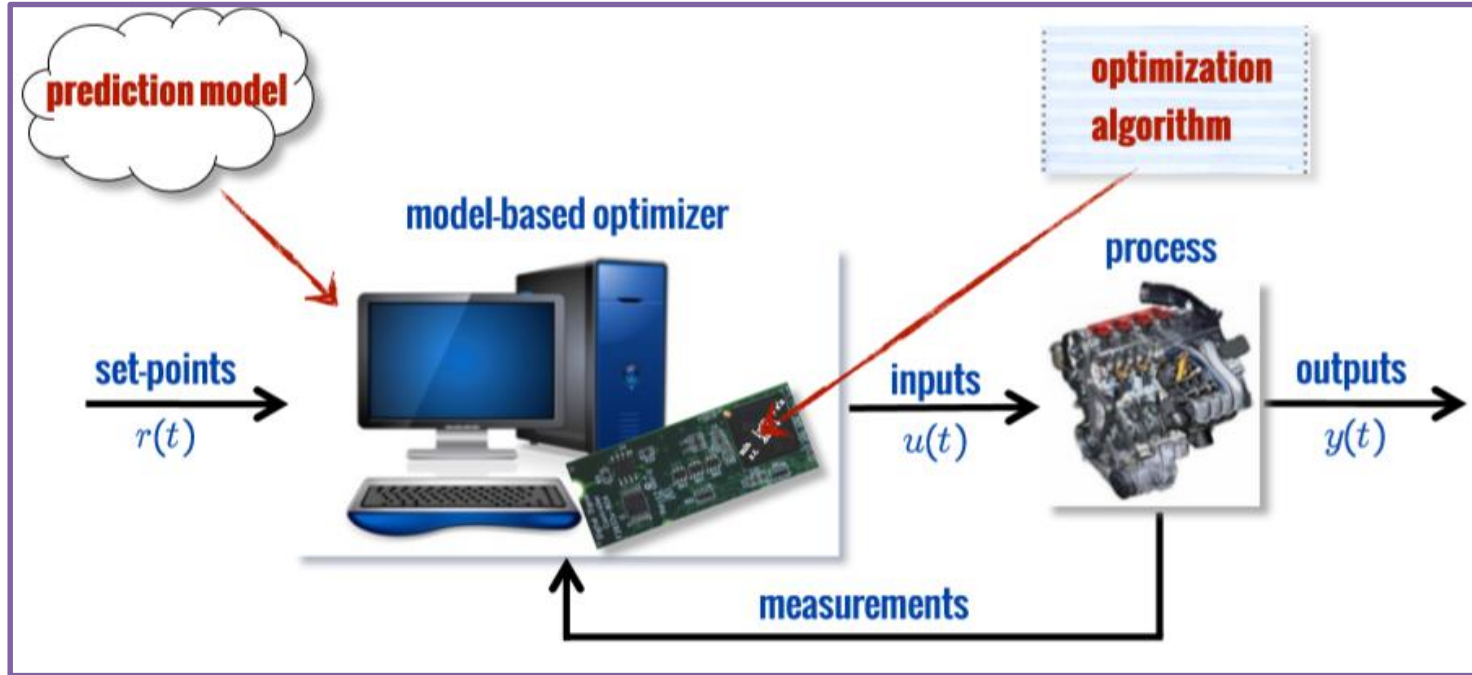 prediction model
optimization
algorithm
model-based optimizer
process
set-points
r(t)
inputs
u(t)
outputs
y(t)
measurements